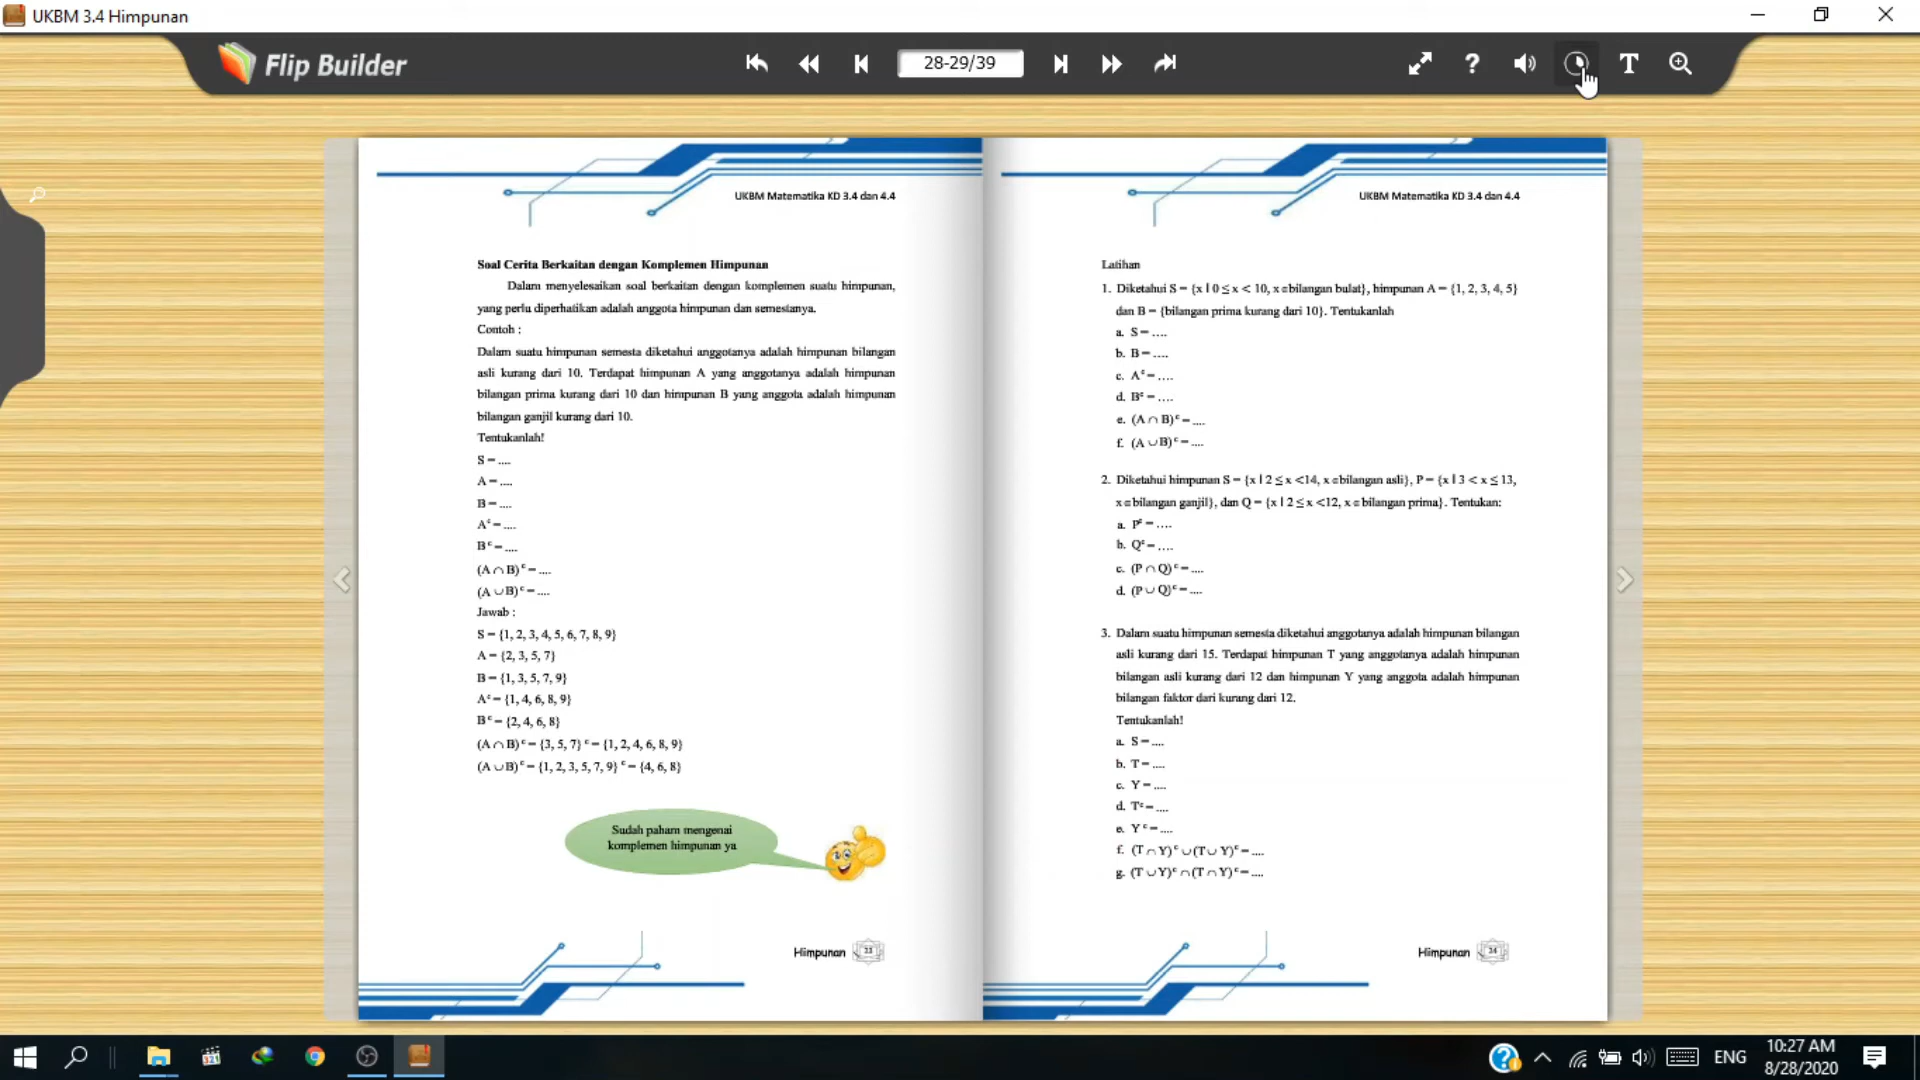 UKBM 3.4 Himpunan
Flip Builder
28-29/39
UKBM Matematika KD 3.4 dan 4.4
Soal Cerita Berkaitan dengan Komplemen Himpunan
Dalam menyelesaikan soal berkaitan dengan komplemen suatu himpunan,
yang perlu diperhatikan adalah anggota himpunan dan semestanya.
Contoh :
Dalam suatu himpunan semesta diketahui anggotanya adalah himpunan bilangan
asli kurang dari 10. Terdapat himpunan A yang anggotanya adalah himpunan
bilangan prima kurang dari 10 dan himpunan B yang anggota adalah himpunan
bilangan ganjil kurang dari 10.
Tentukanlah!
S = ....
A = ....
B = ....
Aᶜ = ....
Bᶜ = ....
(A ∩ B)ᶜ = ....
(A ∪ B)ᶜ = ....
Jawab :
S = {1, 2, 3, 4, 5, 6, 7, 8, 9}
A = {2, 3, 5, 7}
B = {1, 3, 5, 7, 9}
Aᶜ = {1, 4, 6, 8, 9}
Bᶜ = {2, 4, 6, 8}
(A ∩ B)ᶜ = {3, 5, 7}ᶜ = {1, 2, 4, 6, 8, 9}
(A ∪ B)ᶜ = {1, 2, 3, 5, 7, 9}ᶜ = {4, 6, 8}
Sudah paham mengenai
komplemen himpunan ya
Himpunan 33
UKBM Matematika KD 3.4 dan 4.4
Latihan
1. Diketahui S = {x | 0 ≤ x < 10, x ∈ bilangan bulat}, himpunan A = {1, 2, 3, 4, 5}
dan B = {bilangan prima kurang dari 10}. Tentukanlah
a. S = ....
b. B = ....
c. Aᶜ = ....
d. Bᶜ = ....
e. (A ∩ B)ᶜ = ....
f. (A ∪ B)ᶜ = ....
2. Diketahui himpunan S = {x | 2 ≤ x <14, x ∈ bilangan asli}, P = {x | 3 < x ≤ 13,
x ∈ bilangan ganjil}, dan Q = {x | 2 ≤ x <12, x ∈ bilangan prima}. Tentukan:
a. Pᶜ = ....
b. Qᶜ = ....
c. (P ∩ Q)ᶜ = ....
d. (P ∪ Q)ᶜ = ....
3. Dalam suatu himpunan semesta diketahui anggotanya adalah himpunan bilangan
asli kurang dari 15. Terdapat himpunan T yang anggotanya adalah himpunan
bilangan asli kurang dari 12 dan himpunan Y yang anggota adalah himpunan
bilangan faktor dari kurang dari 12.
Tentukanlah!
a. S = ....
b. T = ....
c. Y = ....
d. Tᶜ = ....
e. Yᶜ = ....
f. (T ∩ Y)ᶜ ∪ (T ∪ Y)ᶜ = ....
g. (T ∪ Y)ᶜ ∩ (T ∩ Y)ᶜ = ....
Himpunan 34
321
ENG
10:27 AM
8/28/2020